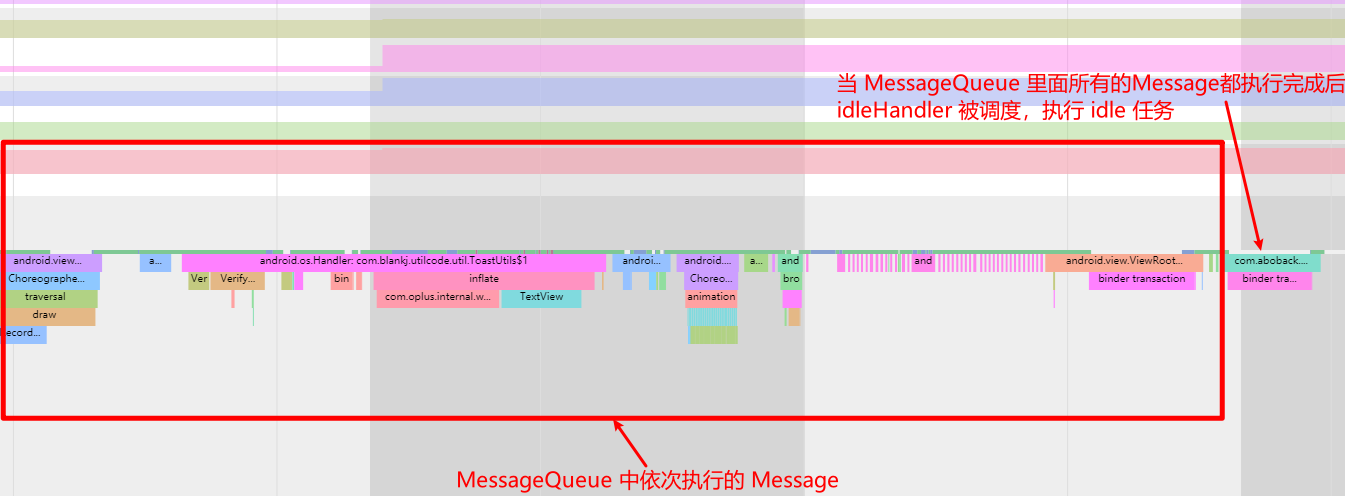 当 MessageQueue 里面所有的Message都执行完成后
idleHandler 被调度，执行 idle 任务
android.view... a... android.os.Handler: com.blankj.utilcode.util.ToastUtils$1 androi... android.... a... and and android.view.ViewRoot... com.aboback....
Choreographe... Ver Verify... bin inflate Choreo... bro binder transaction binder tra...
traversal com.oplus.internal.w... TextView animation
draw
ecord...
MessageQueue 中依次执行的 Message